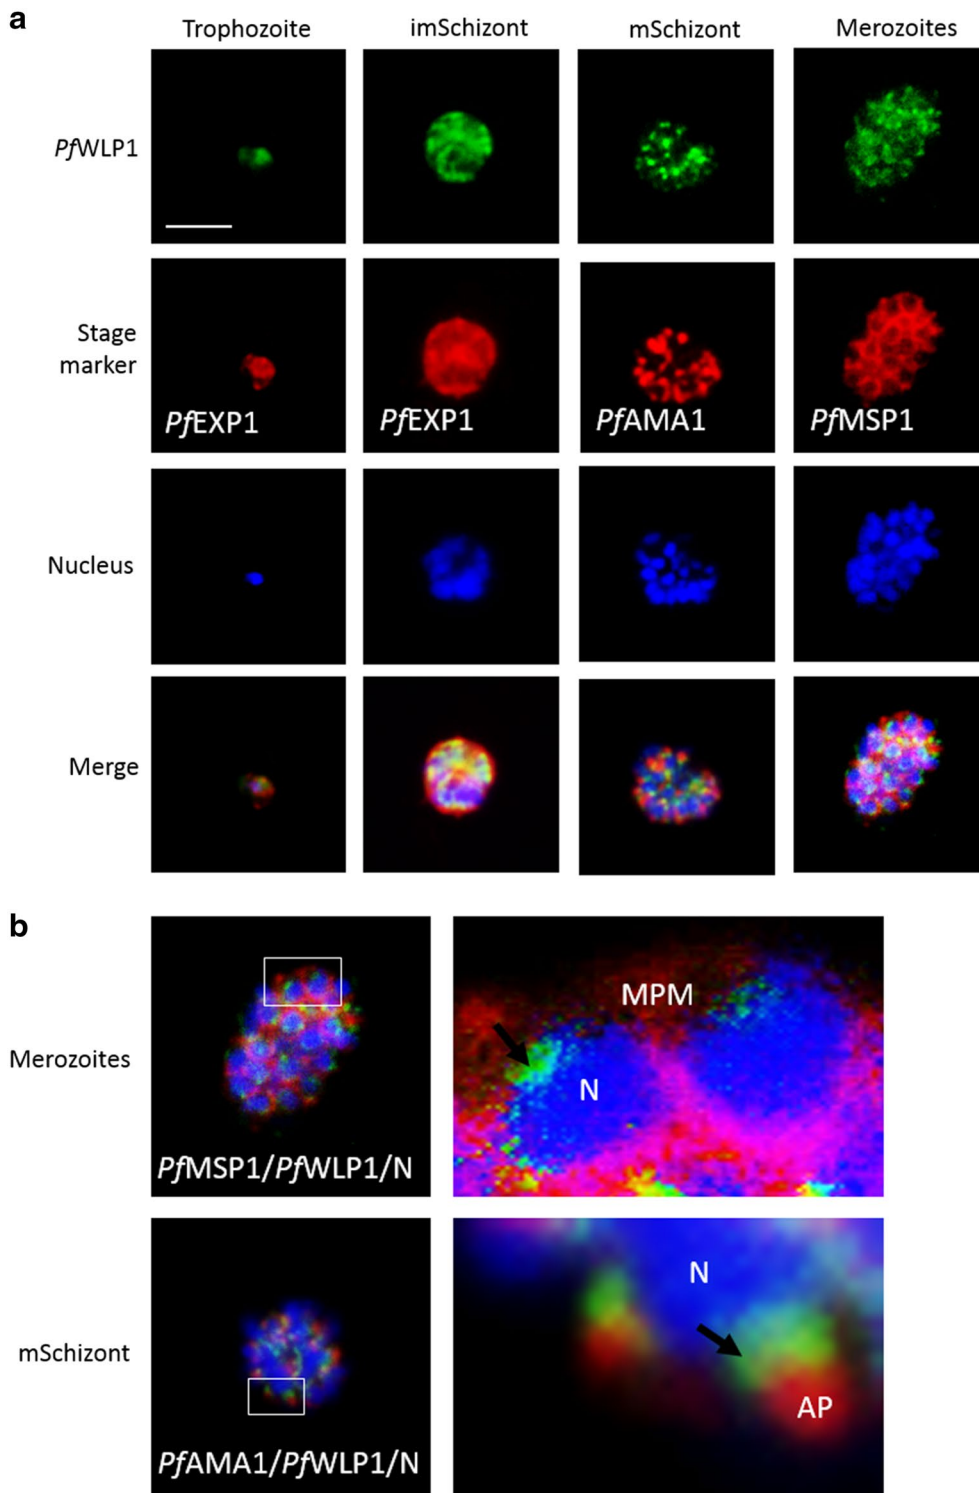 a
Trophozoite imSchizont mSchizont Merozoites
PfWLP1
Stage
marker
PfEXP1 PfEXP1 PfAMA1 PfMSP1
Nucleus
Merge
b
Merozoites
PfMSP1/PfWLP1/N
MPM
N
mSchizont
PfAMA1/PfWLP1/N
N
AP